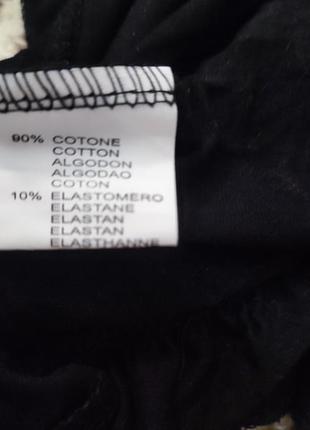 90% COTONE
COTTON
ALGODON
ALGODAO
COTON
10% ELASTOMERO
ELASTANE
ELASTAN
ELASTAN
ELASTHANNE